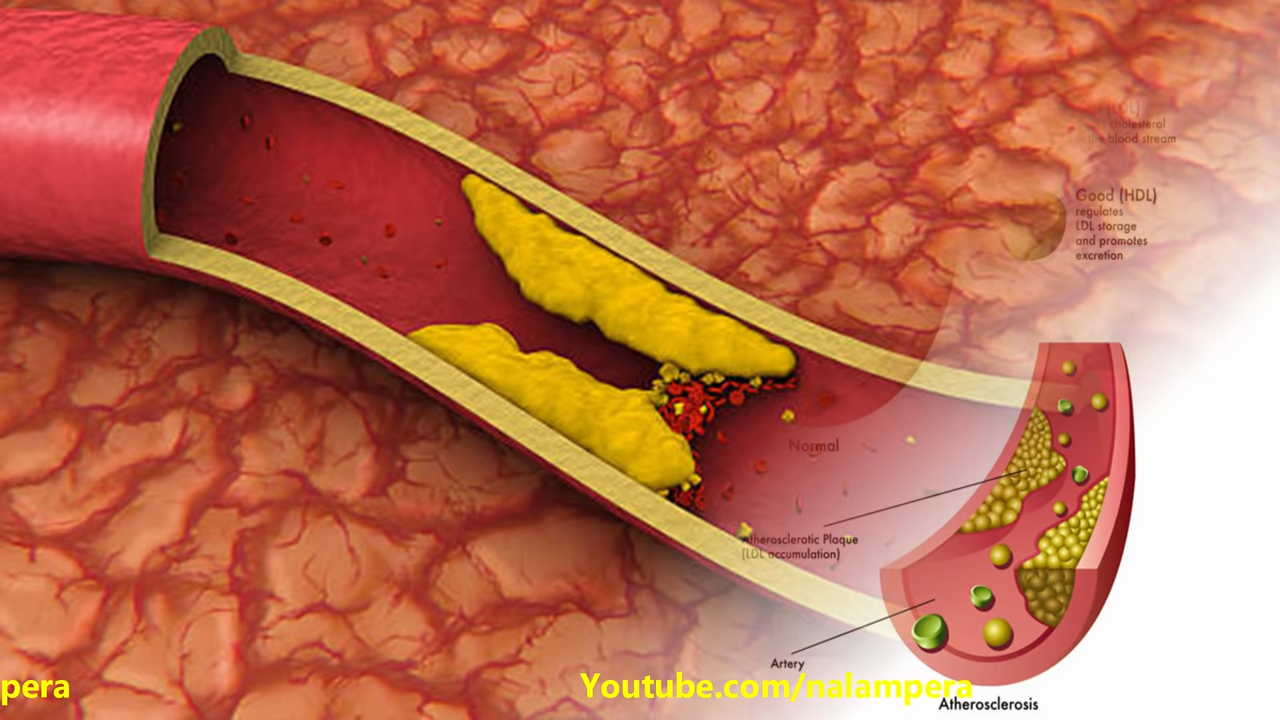 (LDL)
cholesterol
blood stream
Good (HDL)
regulates
LDL storage
and promotes
excretion
Normal
Atherosclerotic Plaque
(LDL accumulation)
Artery
pera
Youtube.com/nalampera
Atherosclerosis